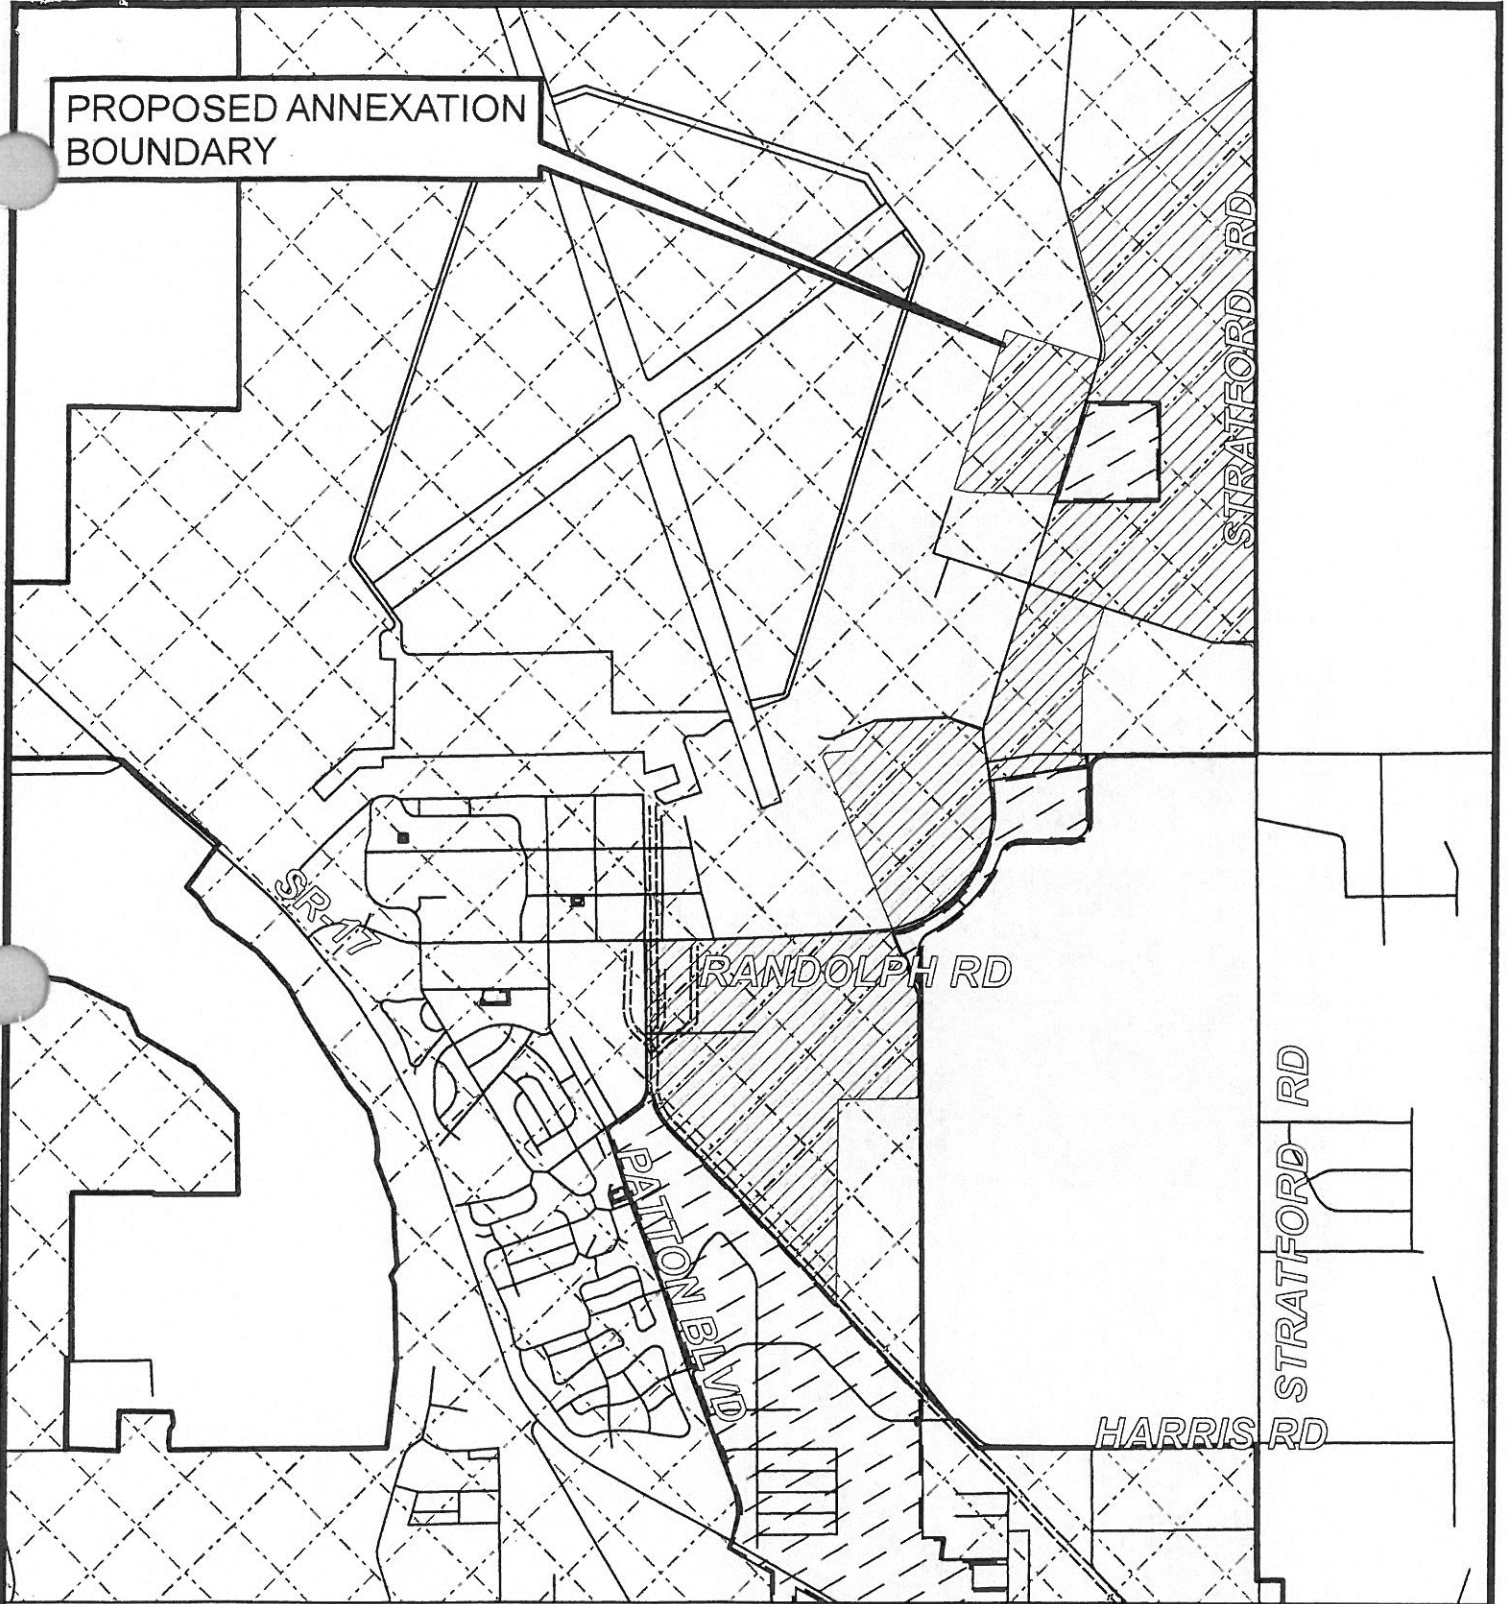 PROPOSED ANNEXATION
BOUNDARY
STRATFORD RD
SR-17
RANDOLPH RD
PATTON BLVD
STRATFORD RD
HARRIS RD